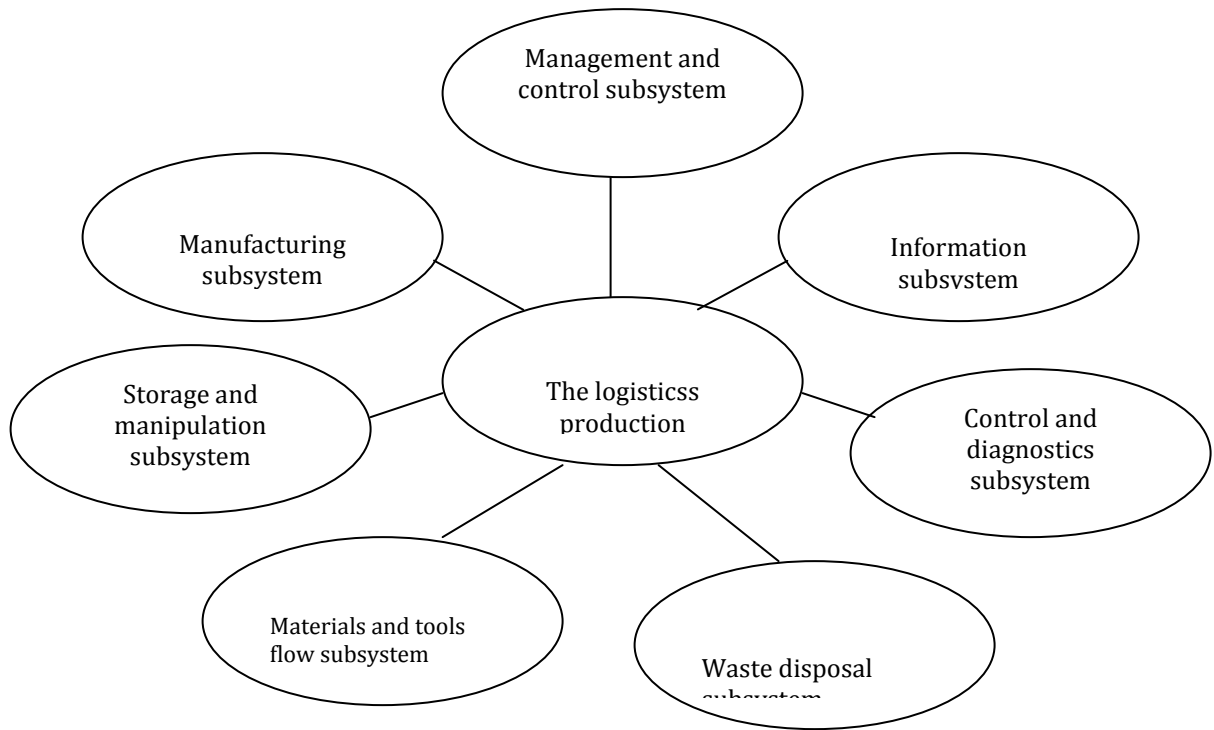 Management and
control subsystem
Manufacturing
subsystem
Information
subsystem
Storage and
manipulation
subsystem
The logisticss
production
Control and
diagnostics
subsystem
Materials and tools
flow subsystem
Waste disposal
subsystem